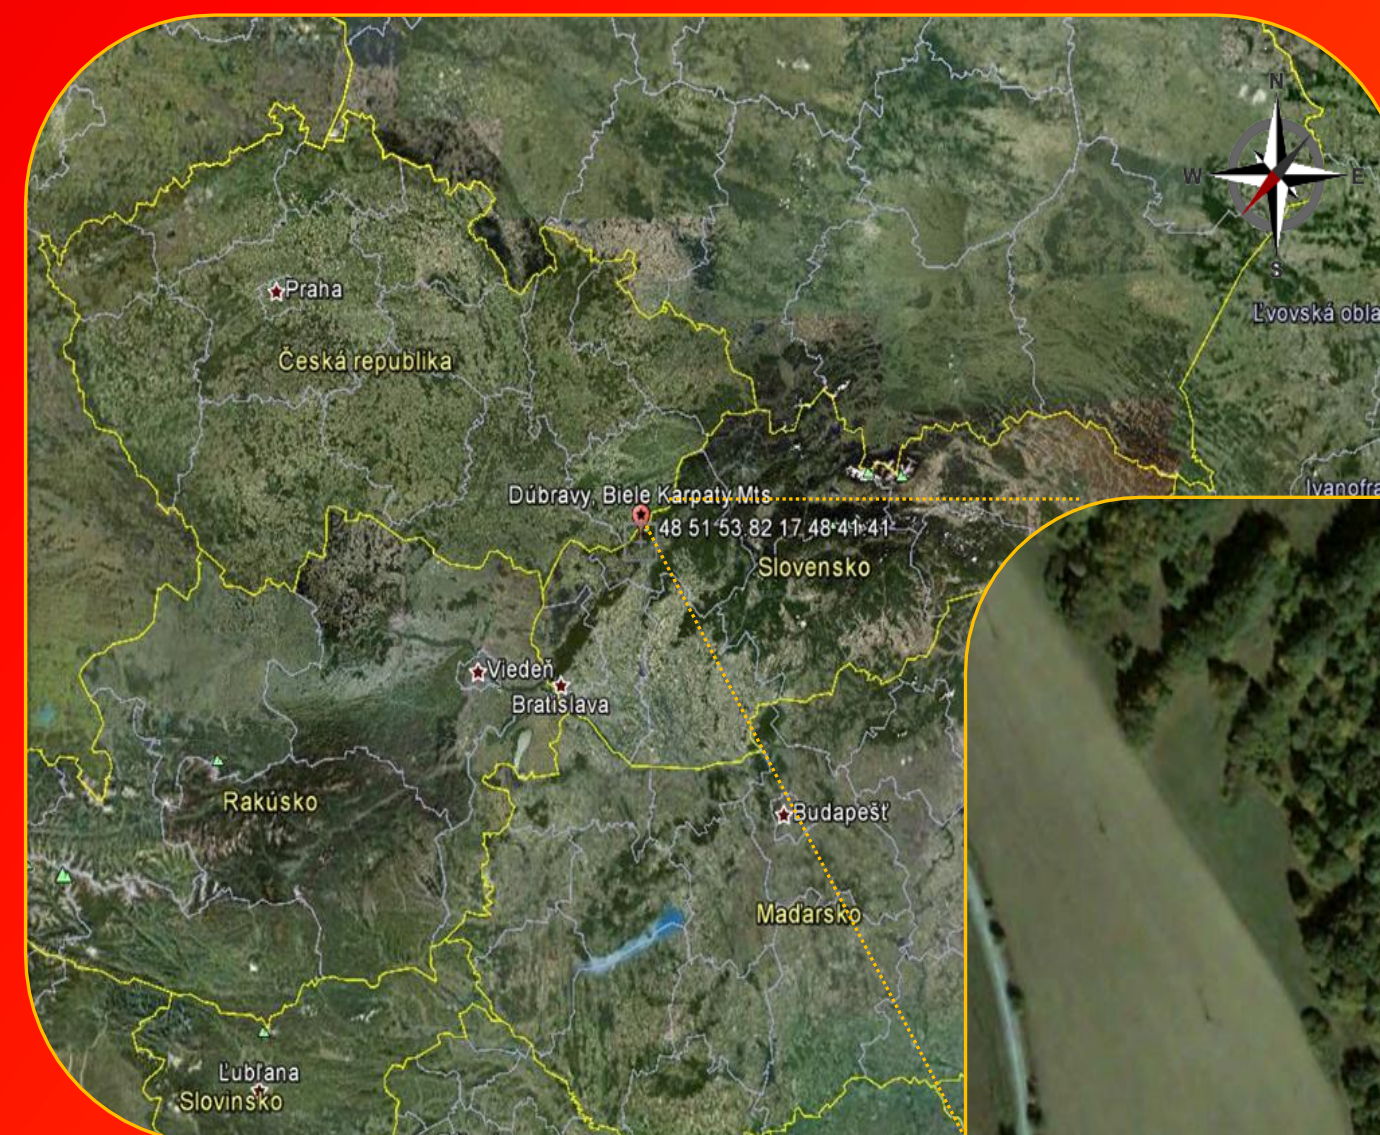 N
W
E
S
Praha
Ľvovská obla
Česká republika
Ivanofra
Dúbravy, Biele Karpaty Mts
48 51 53.82 17 48 41 41
Slovensko
Viedeň
Bratislava
Rakúsko
Budapešť
Maďarsko
Ľubľana
Slovinsko